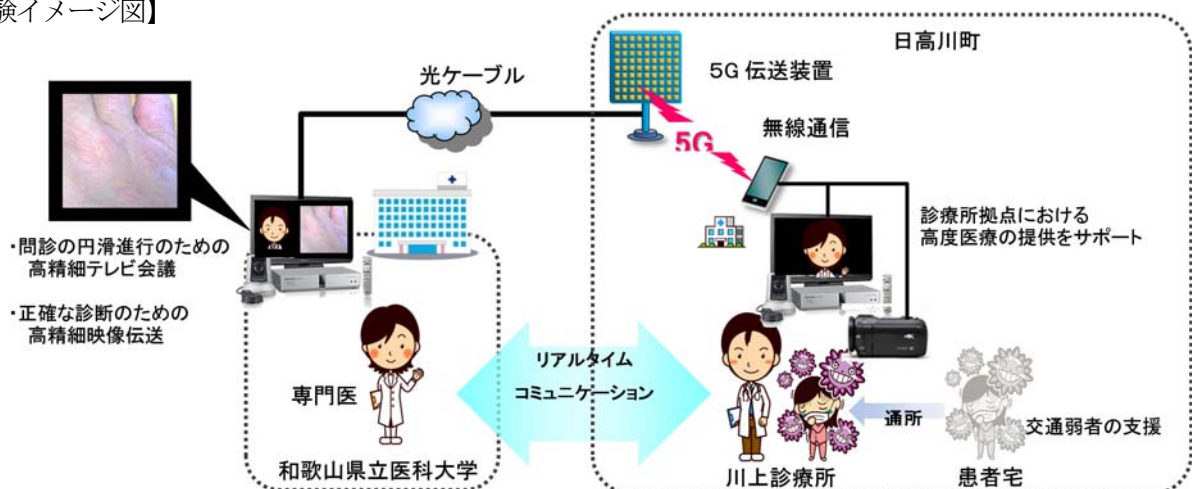 験イメージ図】
日高川町
光ケーブル
5G 伝送装置
5G
無線通信
診療所拠点における
高度医療の提供をサポート
・問診の円滑進行のための
高精細テレビ会議
・正確な診断のための
高精細映像伝送
専門医
和歌山県立医科大学
リアルタイム
コミュニケーション
通所
交通弱者の支援
川上診療所
患者宅